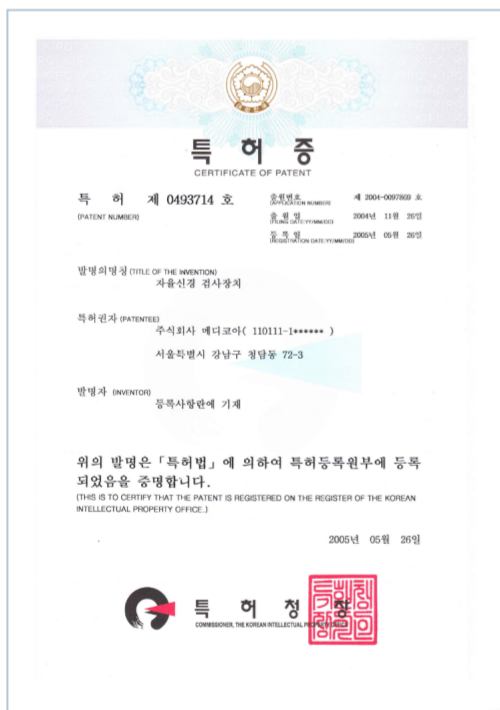 특 허 증
CERTIFICATE OF PATENT
특 허 제 0493714 호
(PATENT NUMBER)
출원번호 제 2004-0097869 호
(APPLICATION NUMBER)
출 원 일 2004년 11월 26일
(FILING DATE:YY/MM/DD)
등 록 일 2005년 05월 26일
(REGISTRATION DATE:YY/MM/DD)
발명의명칭 (TITLE OF THE INVENTION)
자율신경 검사장치
특허권자 (PATENTEE)
주식회사 메디코아( 110111-1****** )
서울특별시 강남구 청담동 72-3
발명자 (INVENTOR)
등록사항란에 기재
위의 발명은「특허법」에 의하여 특허등록원부에 등록
되었음을 증명합니다.
(THIS IS TO CERTIFY THAT THE PATENT IS REGISTERED ON THE REGISTER OF THE KOREAN
INTELLECTUAL PROPERTY OFFICE.)
2005년 05월 26일
특 허 청 장
COMMISSIONER, THE KOREAN INTELLECTUAL PROPERTY OFFICE